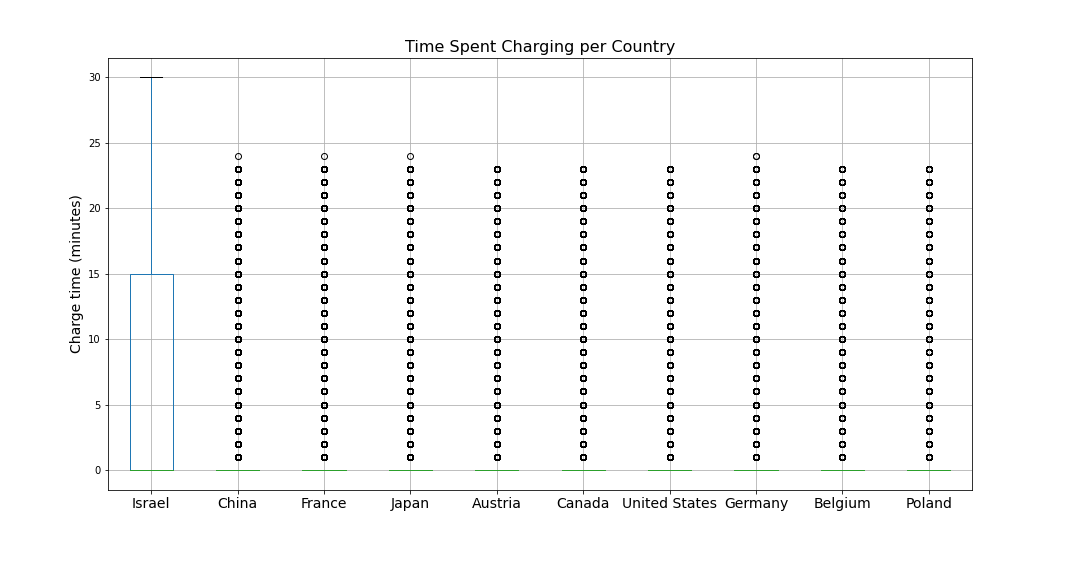 Time Spent Charging per Country
Charge time (minutes)
30
25
20
15
10
5
0
Israel China France Japan Austria Canada United States Germany Belgium Poland